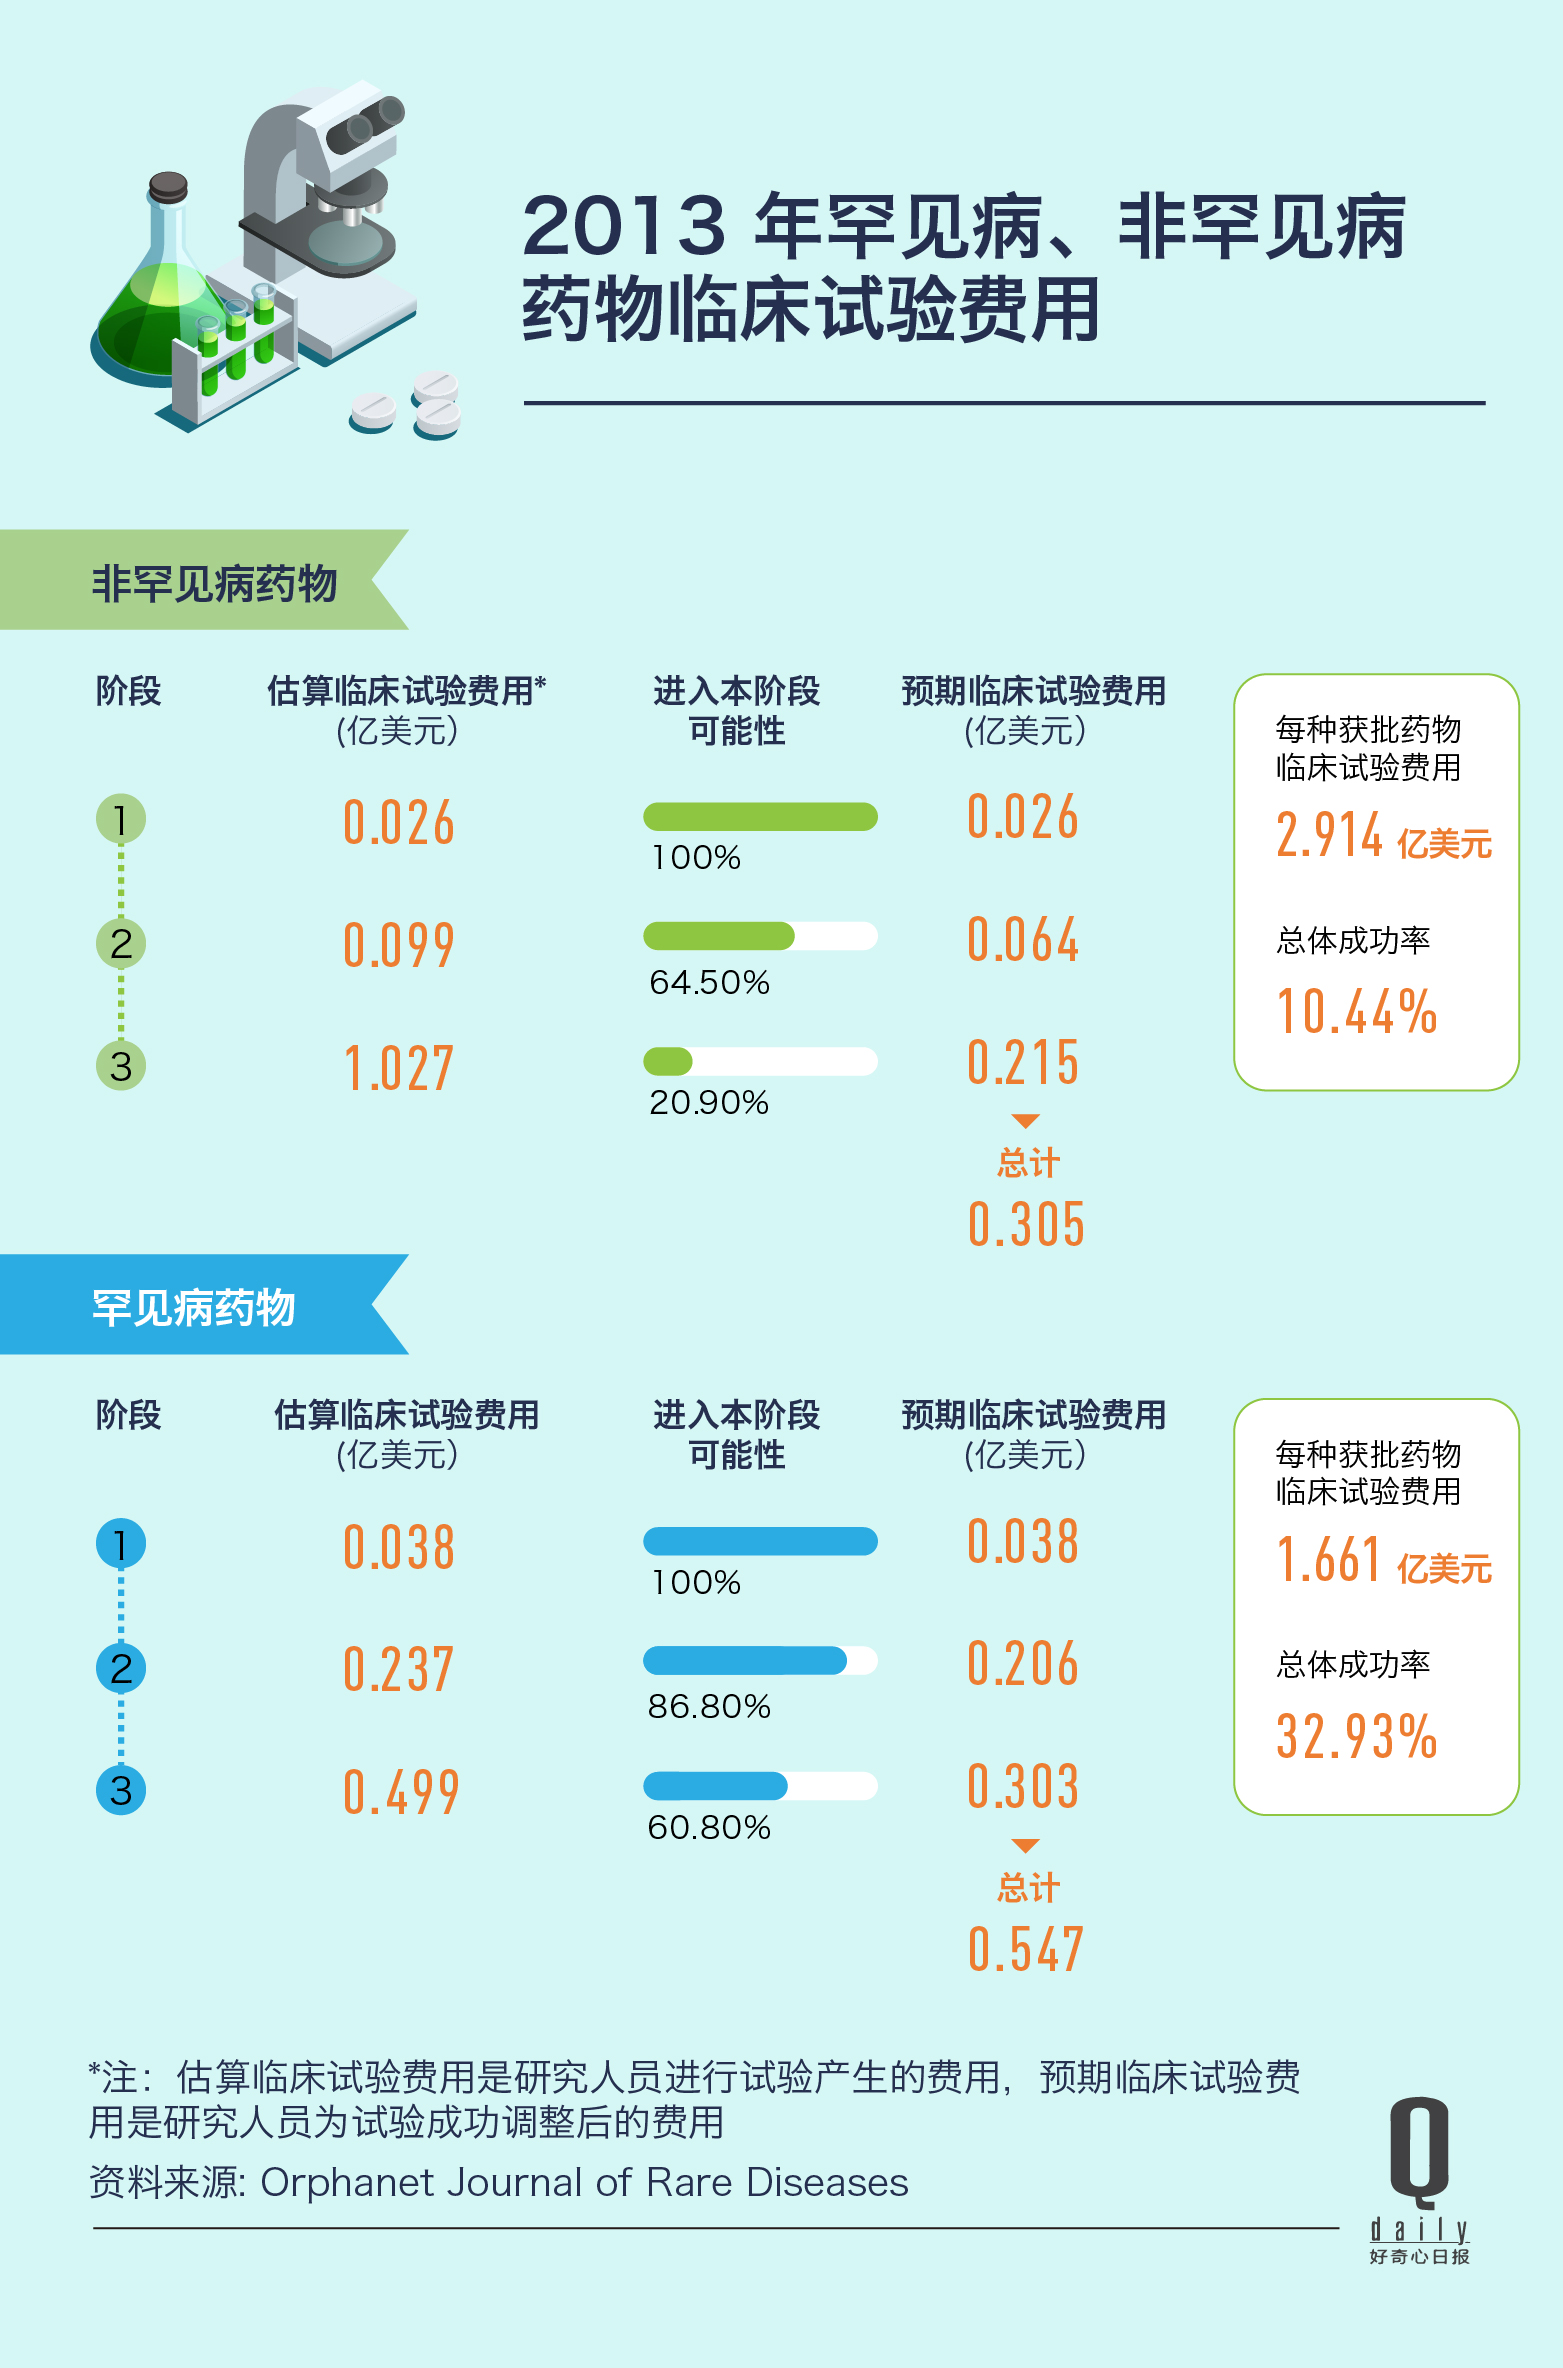 2013 年罕见病、非罕见病
药物临床试验费用
非罕见病药物
阶段
估算临床试验费用*
(亿美元）
进入本阶段
可能性
预期临床试验费用
(亿美元）
1
0.026
100%
0.026
2
0.099
64.50%
0.064
3
1.027
20.90%
0.215
总计
0.305
每种获批药物
临床试验费用
2.914 亿美元
总体成功率
10.44%
罕见病药物
阶段
估算临床试验费用
(亿美元）
进入本阶段
可能性
预期临床试验费用
(亿美元）
1
0.038
100%
0.038
2
0.237
86.80%
0.206
3
0.499
60.80%
0.303
总计
0.547
每种获批药物
临床试验费用
1.661 亿美元
总体成功率
32.93%
*注：估算临床试验费用是研究人员进行试验产生的费用，预期临床试验费
用是研究人员为试验成功调整后的费用
资料来源: Orphanet Journal of Rare Diseases
Q
daily
好奇心日报